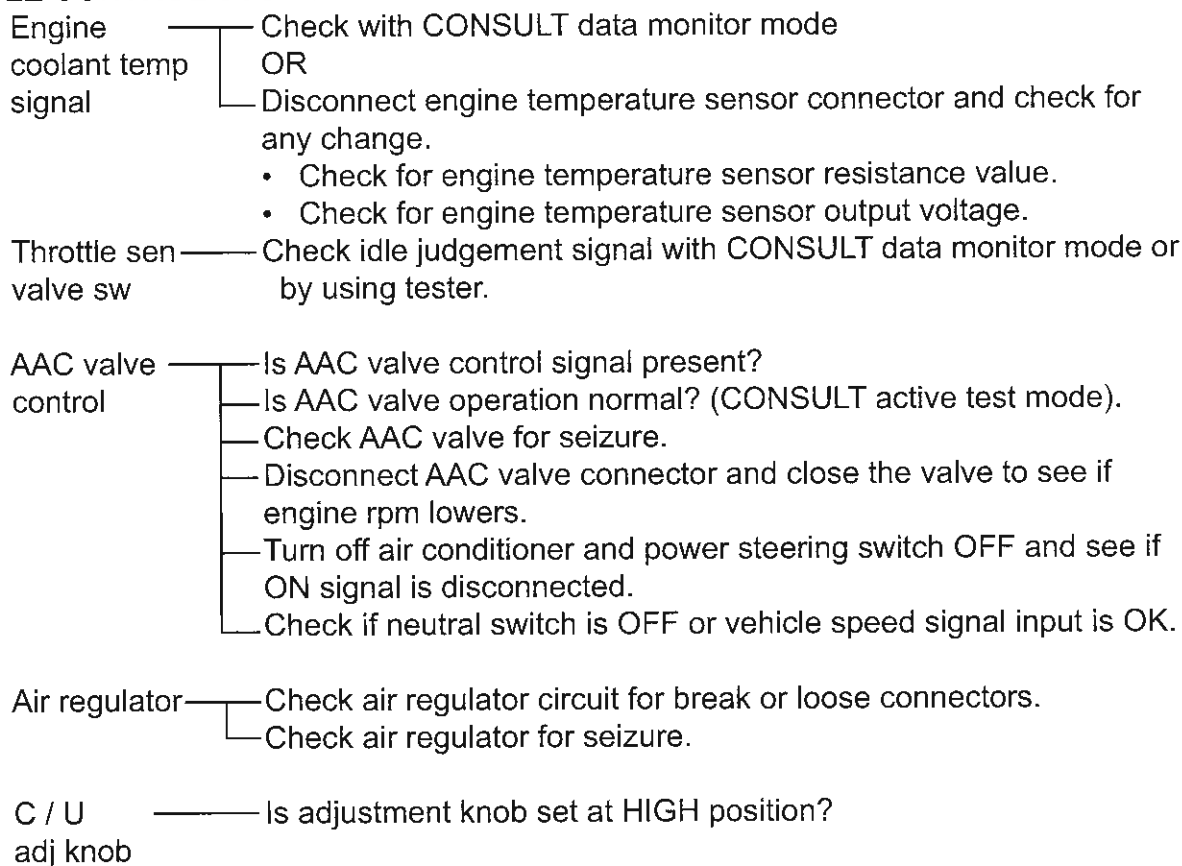 Engine
coolant temp
signal
Check with CONSULT data monitor mode
OR
Disconnect engine temperature sensor connector and check for
any change.
• Check for engine temperature sensor resistance value.
• Check for engine temperature sensor output voltage.
Throttle sen
valve sw
Check idle judgement signal with CONSULT data monitor mode or
by using tester.
AAC valve
control
Is AAC valve control signal present?
Is AAC valve operation normal? (CONSULT active test mode).
Check AAC valve for seizure.
Disconnect AAC valve connector and close the valve to see if
engine rpm lowers.
Turn off air conditioner and power steering switch OFF and see if
ON signal is disconnected.
Check if neutral switch is OFF or vehicle speed signal input is OK.
Air regulator
Check air regulator circuit for break or loose connectors.
Check air regulator for seizure.
C / U
adj knob
Is adjustment knob set at HIGH position?